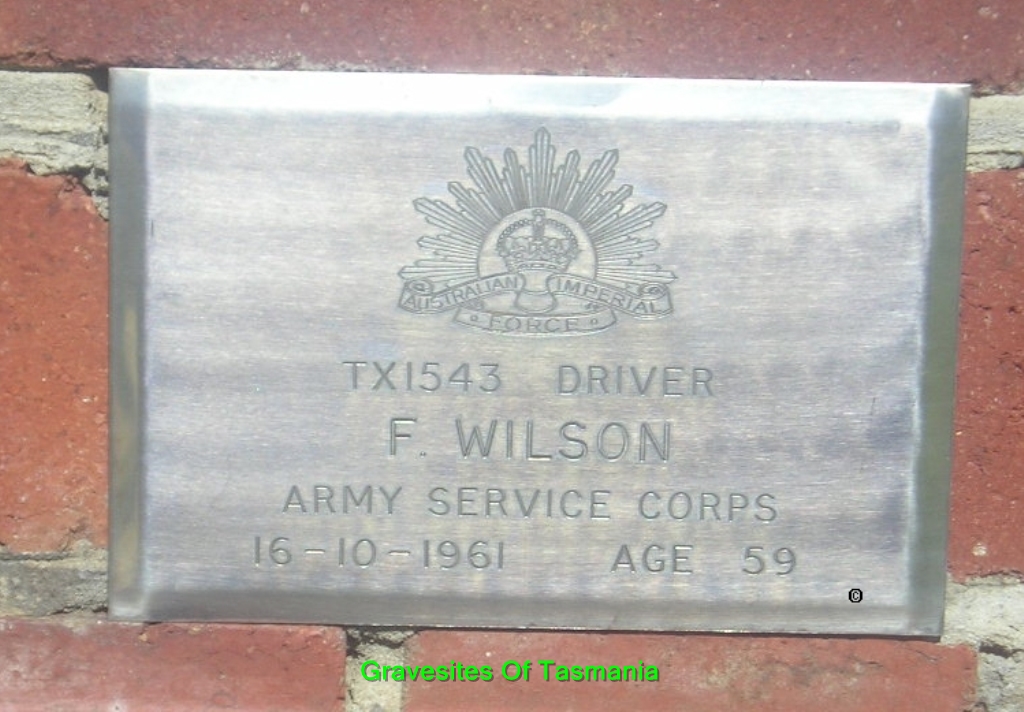 AUSTRALIAN IMPERIAL
FORCE
TX1543 DRIVER
F. WILSON
ARMY SERVICE CORPS
16-10-1961 AGE 59
©
Gravesites Of Tasmania